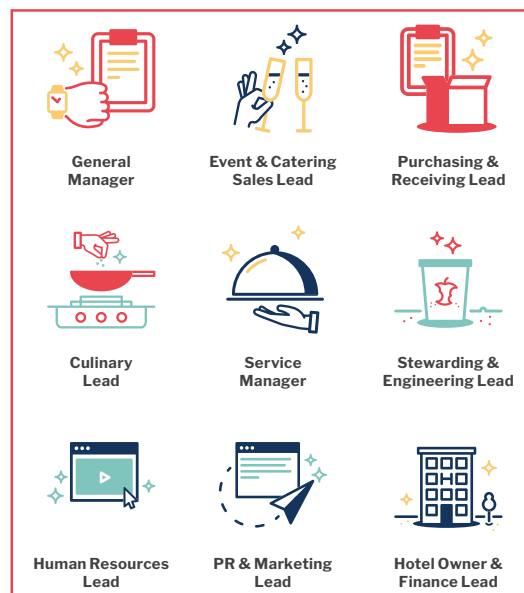 General
Manager
Event & Catering
Sales Lead
Purchasing &
Receiving Lead
Culinary
Lead
Service
Manager
Stewarding &
Engineering Lead
Human Resources
Lead
PR & Marketing
Lead
Hotel Owner &
Finance Lead